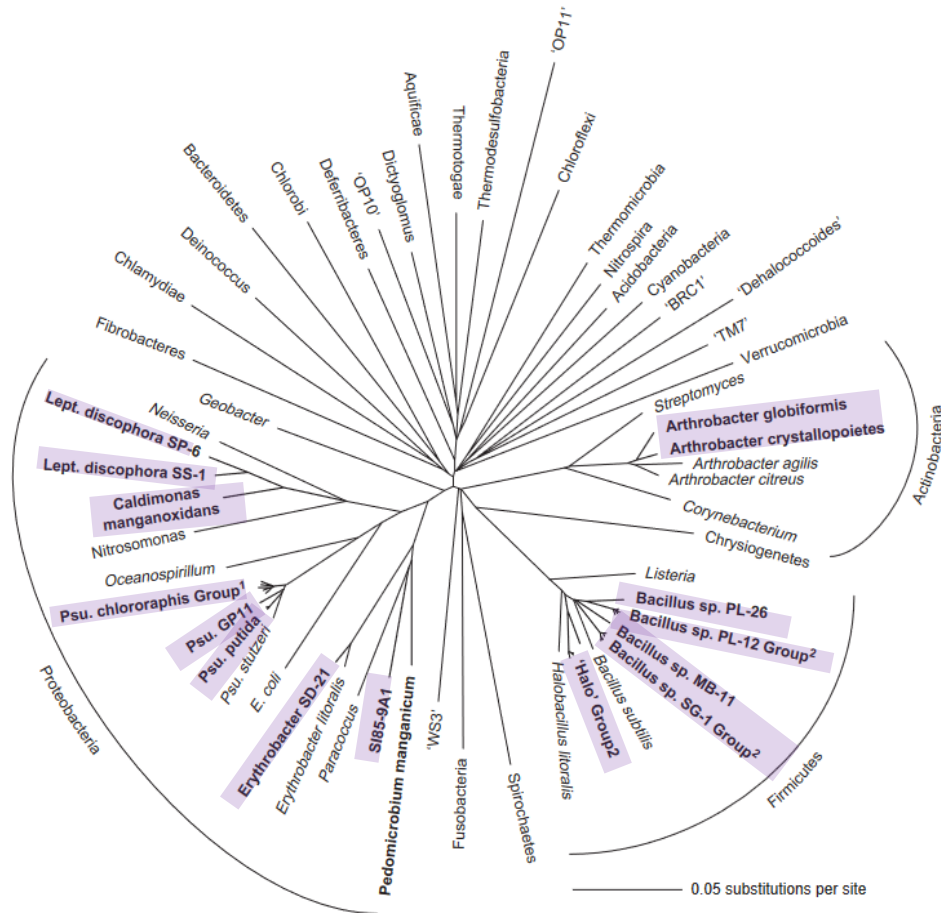 'OP11'
Aquificae
Thermotogae
Thermodesulfobacteria
Chloroflexi
Dictyoglomus
'OP10'
Deferribacteres
Chlorobi
Bacteroidetes
Deinococcus
Chlamydiae
Fibrobacteres
Thermomicrobia
Nitrospira
Acidobacteria
Cyanobacteria
'BRC1'
'Dehalococcoides'
'TM7'
Verrucomicrobia
Streptomyces
Arthrobacter globiformis
Arthrobacter crystallopoietes
Arthrobacter agilis
Arthrobacter citreus
Corynebacterium
Chrysiogenetes
Actinobacteria
Geobacter
Neisseria
Lept. discophora SP-6
Lept. discophora SS-1
Caldimonas
manganoxidans
Nitrosomonas
Oceanospirillum
Psu. chlororaphis Group¹
Psu. GP11
Psu. putida
Psu. stutzeri
E. coli
Erythrobacter SD-21
Erythrobacter litoralis
Paracoccus
SI85-9A1
Pedomicrobium manganicum
Proteobacteria
'WS3'
Fusobacteria
Spirochaetes
Listeria
Bacillus sp. PL-26
Bacillus sp. PL-12 Group²
Bacillus sp. MB-11
Bacillus sp. SG-1 Group²
Bacillus subtilis
'Halo' Group2
Halobacillus litoralis
Firmicutes
0.05 substitutions per site